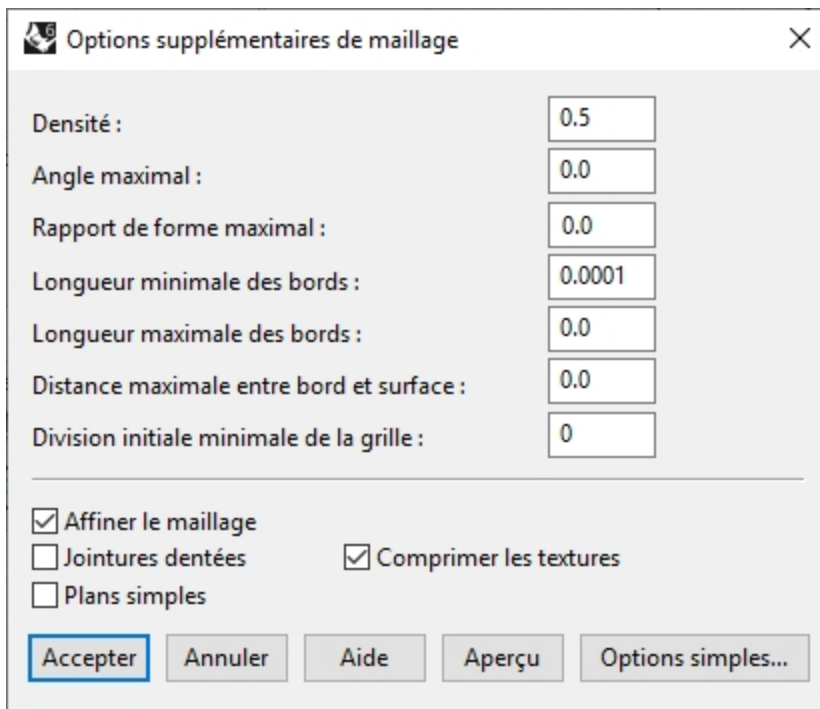 Options supplémentaires de maillage
Densité : 0.5
Angle maximal : 0.0
Rapport de forme maximal : 0.0
Longueur minimale des bords : 0.0001
Longueur maximale des bords : 0.0
Distance maximale entre bord et surface : 0.0
Division initiale minimale de la grille : 0
Affiner le maillage
Jointures dentées Comprimer les textures
Plans simples
Accepter Annuler Aide Aperçu Options simples...